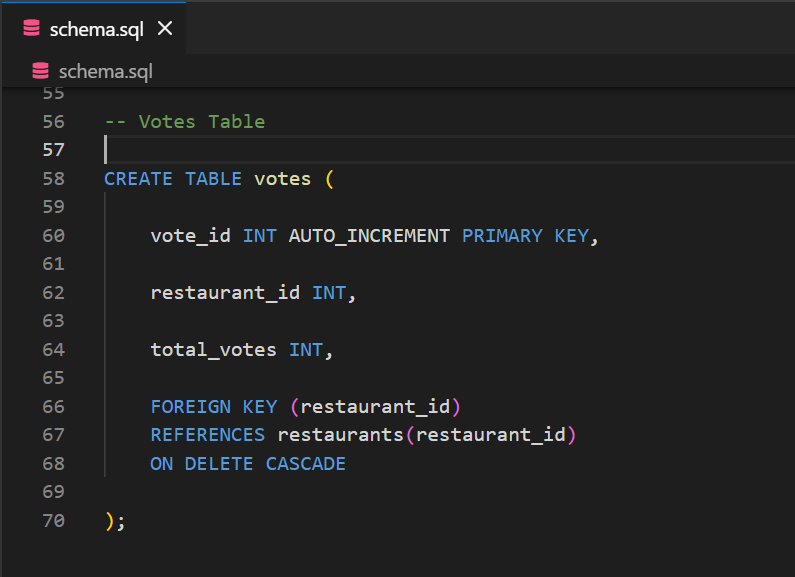 schema.sql
schema.sql
55
56 -- Votes Table
57
58 CREATE TABLE votes (
59
60 vote_id INT AUTO_INCREMENT PRIMARY KEY,
61
62 restaurant_id INT,
63
64 total_votes INT,
65
66 FOREIGN KEY (restaurant_id)
67 REFERENCES restaurants(restaurant_id)
68 ON DELETE CASCADE
69
70 );